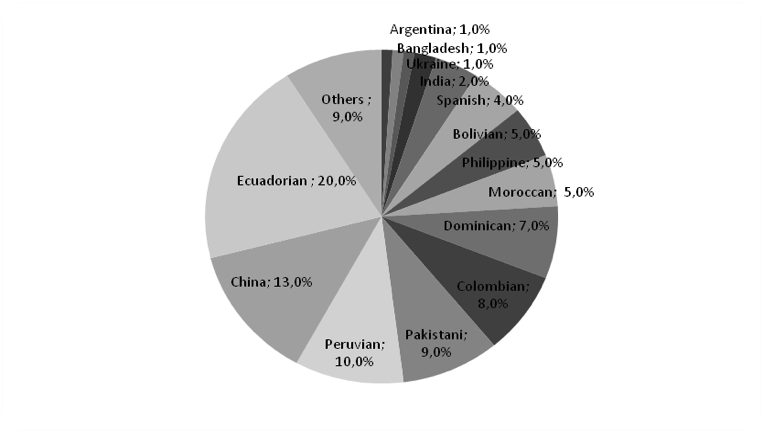 Argentina; 1,0%
Bangladesh; 1,0%
Ukraine; 1,0%
India; 2,0%
Spanish; 4,0%
Bolivian; 5,0%
Philippine; 5,0%
Moroccan; 5,0%
Dominican; 7,0%
Colombian;
8,0%
Pakistani;
9,0%
Peruvian;
10,0%
China; 13,0%
Ecuadorian ; 20,0%
Others ;
9,0%